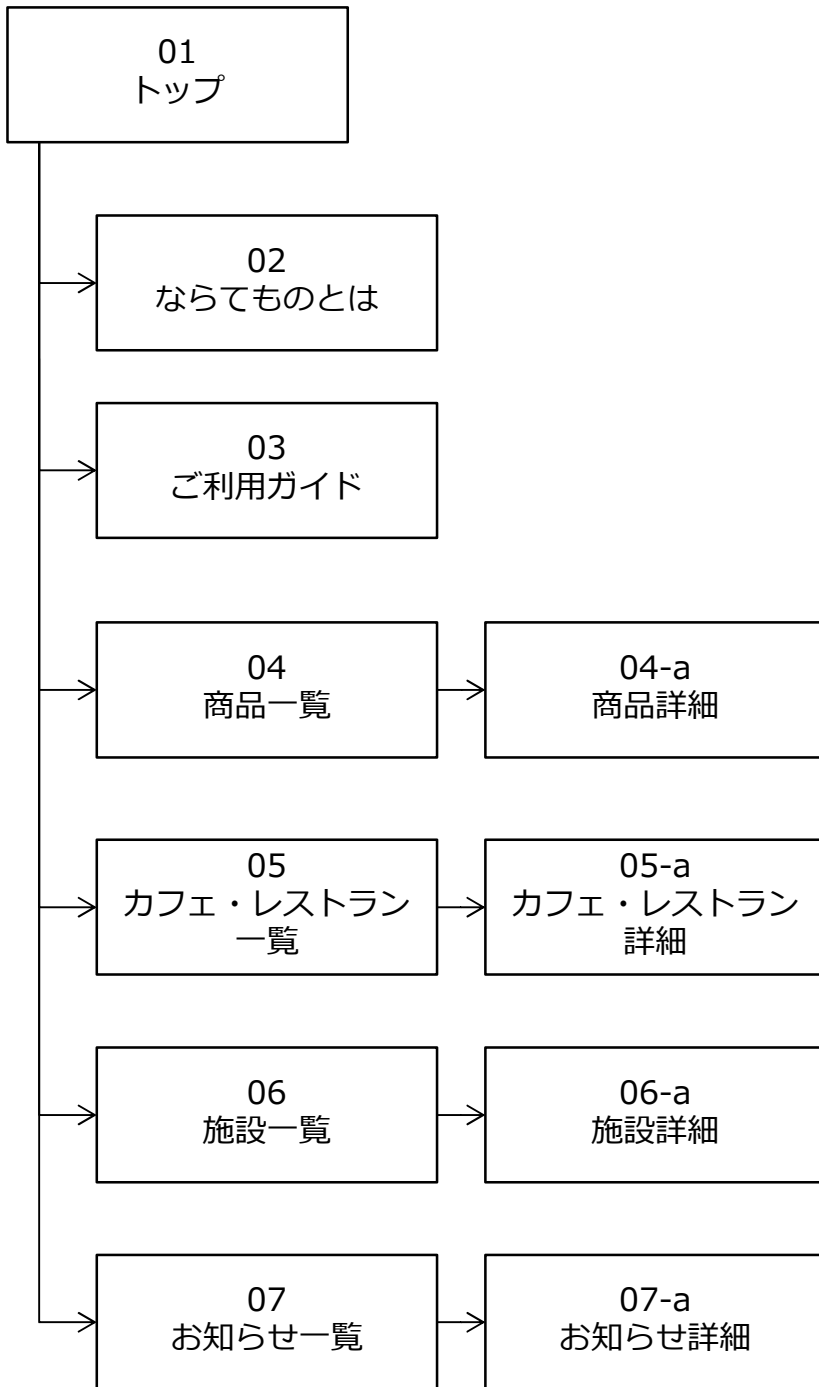 01
トップ
02
ならてものとは
03
ご利用ガイド
04
商品一覧
04-a
商品詳細
05
カフェ・レストラン
一覧
05-a
カフェ・レストラン
詳細
06
施設一覧
06-a
施設詳細
07
お知らせ一覧
07-a
お知らせ詳細